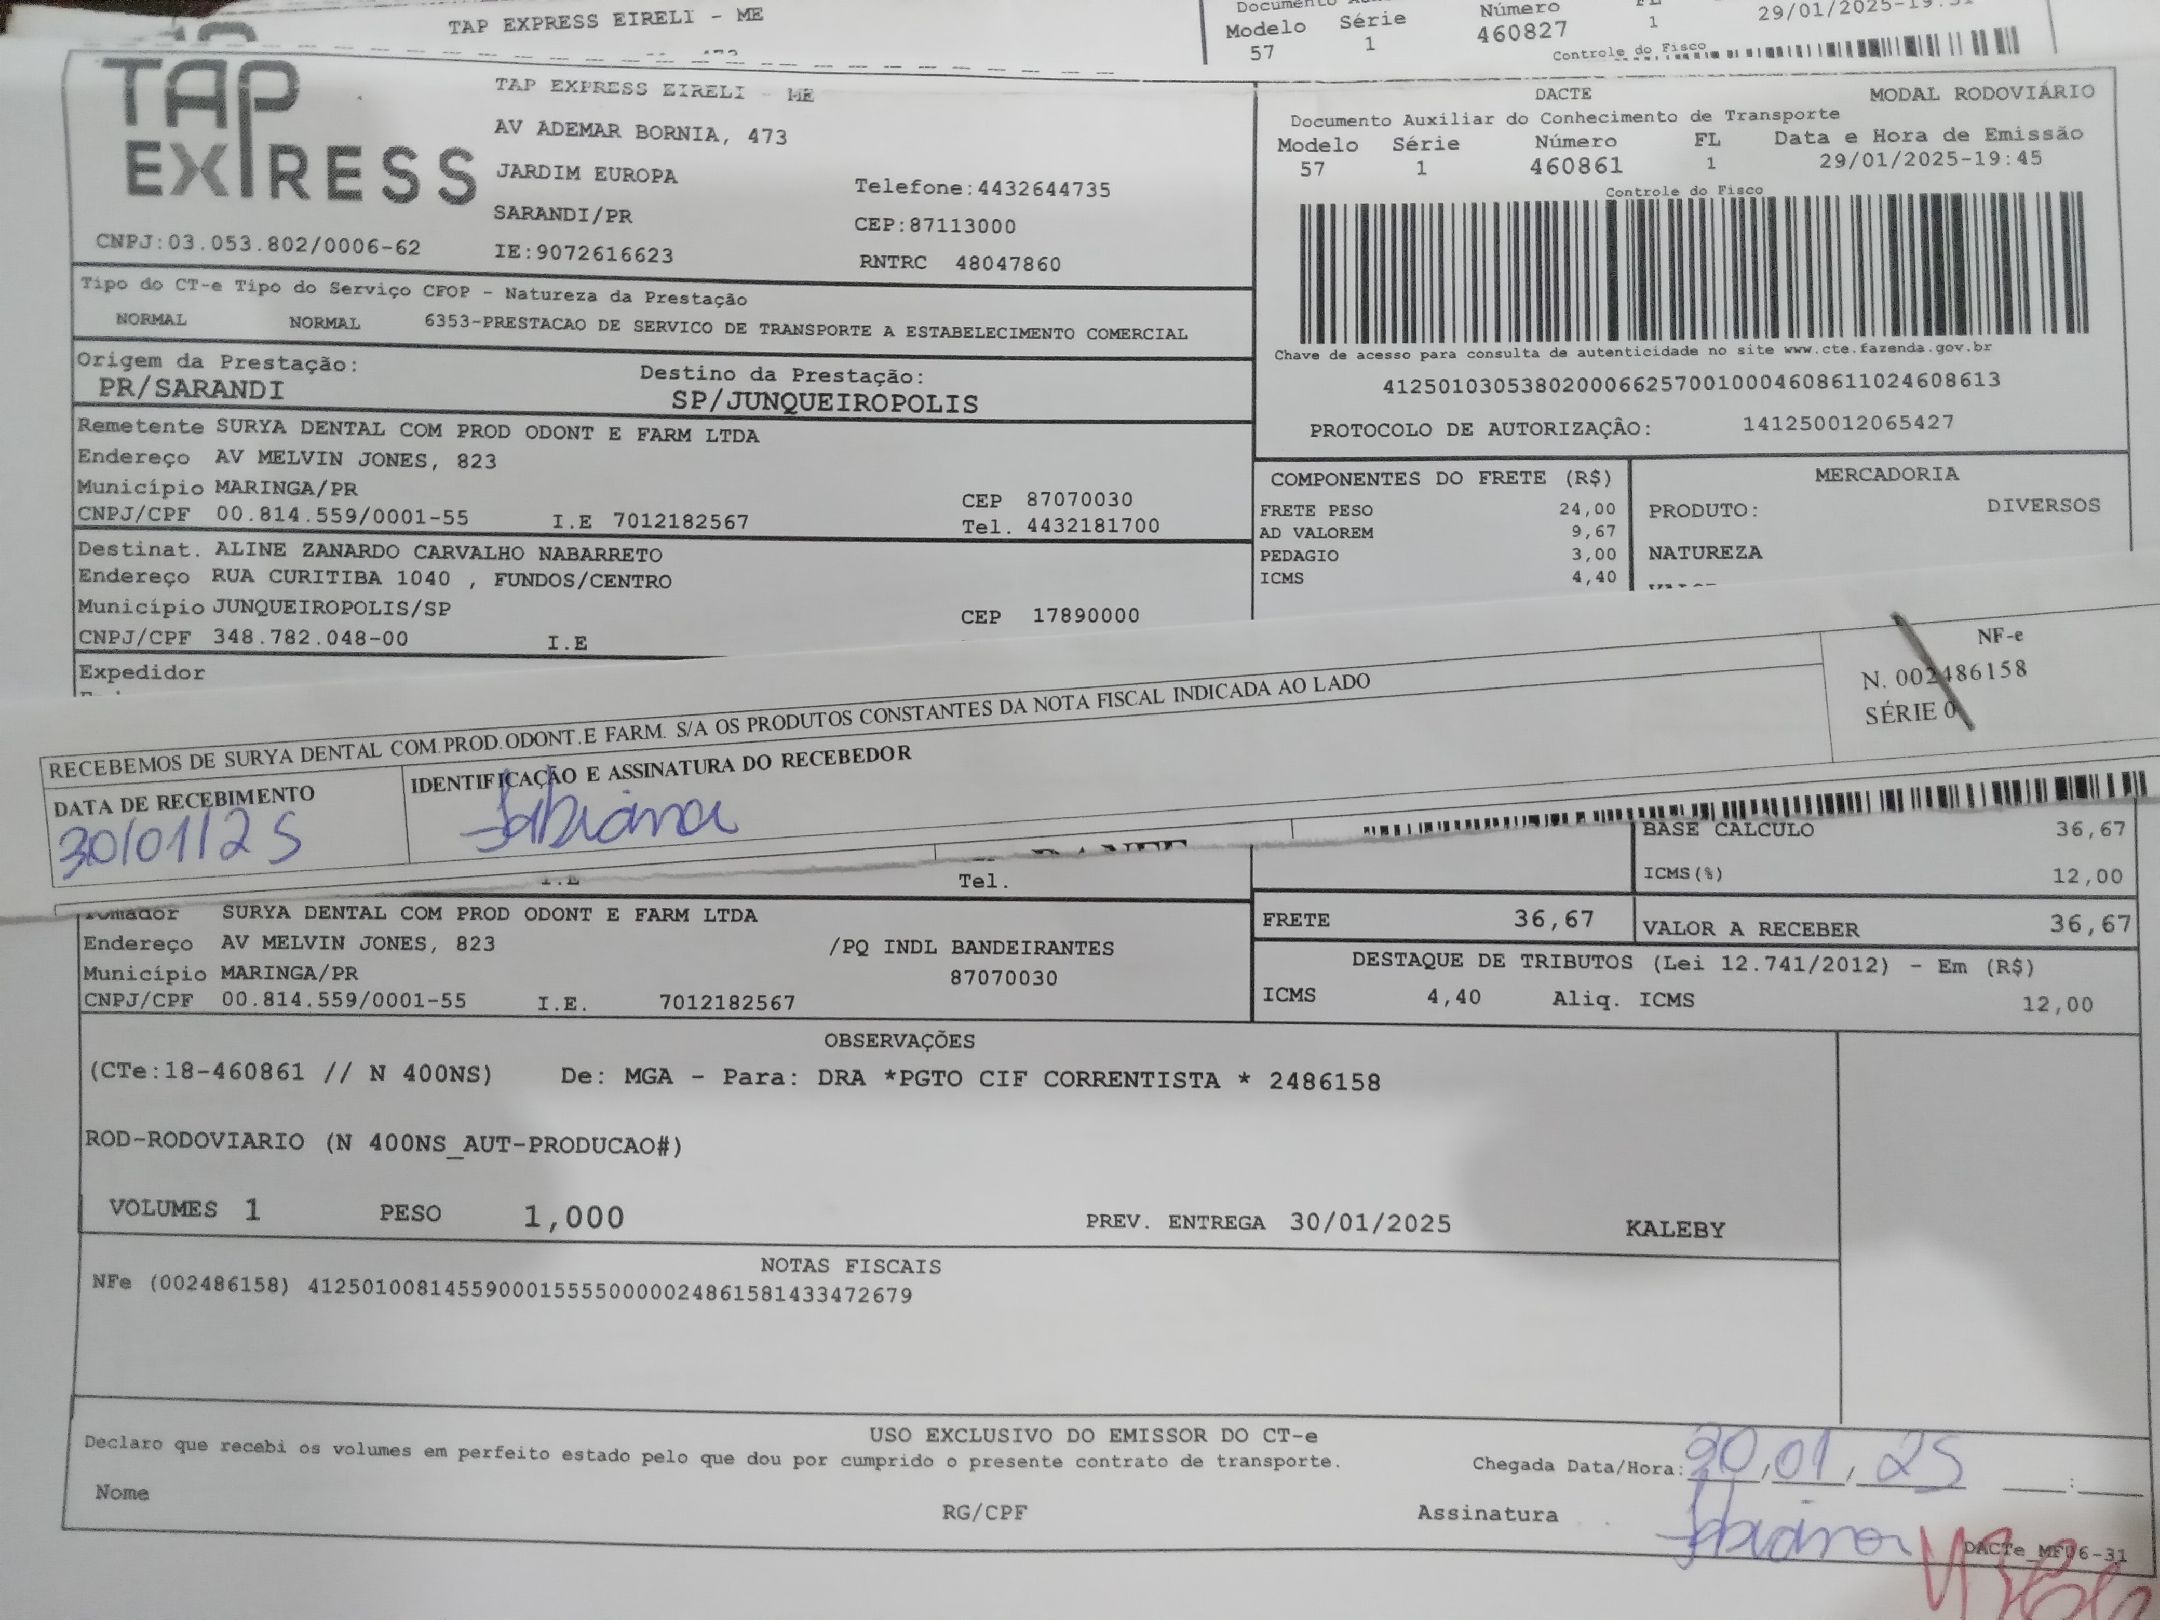 TAP EXPRESS EIRELI - ME
Modelo Série Número
57 1 460827 1
Controle do Fisco
TAP EXPRESS
TAP EXPRESS EIRELI - ME
AV ADEMAR BORNIA, 473
JARDIM EUROPA
SARANDI/PR
Telefone:4432644735
CEP:87113000
CNPJ:03.053.802/0006-62
IE:9072616623
RNTRC 48047860
DACTE MODAL RODOVIÁRIO
Documento Auxiliar do Conhecimento de Transporte
Modelo Série Número FL Data e Hora de Emissão
57 1 460861 1 29/01/2025-19:45
Controle do Fisco
Chave de acesso para consulta de autenticidade no site www.cte.fazenda.gov.br
41250103053802000662570010004608611024608613
PROTOCOLO DE AUTORIZAÇÂO: 141250012065427
Tipo do CT-e Tipo do Serviço CFOP - Natureza da Prestação
NORMAL NORMAL 6353-PRESTACAO DE SERVICO DE TRANSPORTE A ESTABELECIMENTO COMERCIAL
Origem da Prestação: Destino da Prestação:
PR/SARANDI SP/JUNQUEIROPOLIS
Remetente SURYA DENTAL COM PROD ODONT E FARM LTDA
Endereço AV MELVIN JONES, 823
Município MARINGA/PR CEP 87070030
CNPJ/CPF 00.814.559/0001-55 I.E 7012182567 Tel. 4432181700
Destinat. ALINE ZANARDO CARVALHO NABARRETO
Endereço RUA CURITIBA 1040 , FUNDOS/CENTRO
Município JUNQUEIROPOLIS/SP CEP 17890000
CNPJ/CPF 348.782.048-00 I.E
Expedidor
COMPONENTES DO FRETE (R$)
FRETE PESO 24,00
AD VALOREM 9,67
PEDAGIO 3,00
ICMS 4,40
MERCADORIA
PRODUTO: DIVERSOS
NATUREZA
RECEBEMOS DE SURYA DENTAL COM.PROD.ODONT.E FARM. S/A OS PRODUTOS CONSTANTES DA NOTA FISCAL INDICADA AO LADO
NF-e
N. 002486158
SÉRIE 0
DATA DE RECEBIMENTO
30/01/25
IDENTIFICAÇÃO E ASSINATURA DO RECEBEDOR
Fabiana
BASE CALCULO 36,67
ICMS(%) 12,00
Tel.
Tomador SURYA DENTAL COM PROD ODONT E FARM LTDA
Endereço AV MELVIN JONES, 823 /PQ INDL BANDEIRANTES
Município MARINGA/PR 87070030
CNPJ/CPF 00.814.559/0001-55 I.E. 7012182567
FRETE 36,67 VALOR A RECEBER 36,67
DESTAQUE DE TRIBUTOS (Lei 12.741/2012) - Em (R$)
ICMS 4,40 Aliq. ICMS 12,00
OBSERVAÇÕES
(CTe:18-460861 // N 400NS) De: MGA - Para: DRA *PGTO CIF CORRENTISTA * 2486158
ROD-RODOVIARIO (N 400NS_AUT-PRODUCAO#)
VOLUMES 1 PESO 1,000 PREV. ENTREGA 30/01/2025 KALEBY
NOTAS FISCAIS
NFe (002486158) 41250100814559000155550000024861581433472679
USO EXCLUSIVO DO EMISSOR DO CT-e
Declaro que recebi os volumes em perfeito estado pelo que dou por cumprido o presente contrato de transporte.
Chegada Data/Hora: 30/01/25 __:__
Nome RG/CPF Assinatura Fabiana
DACTe_MF06-31